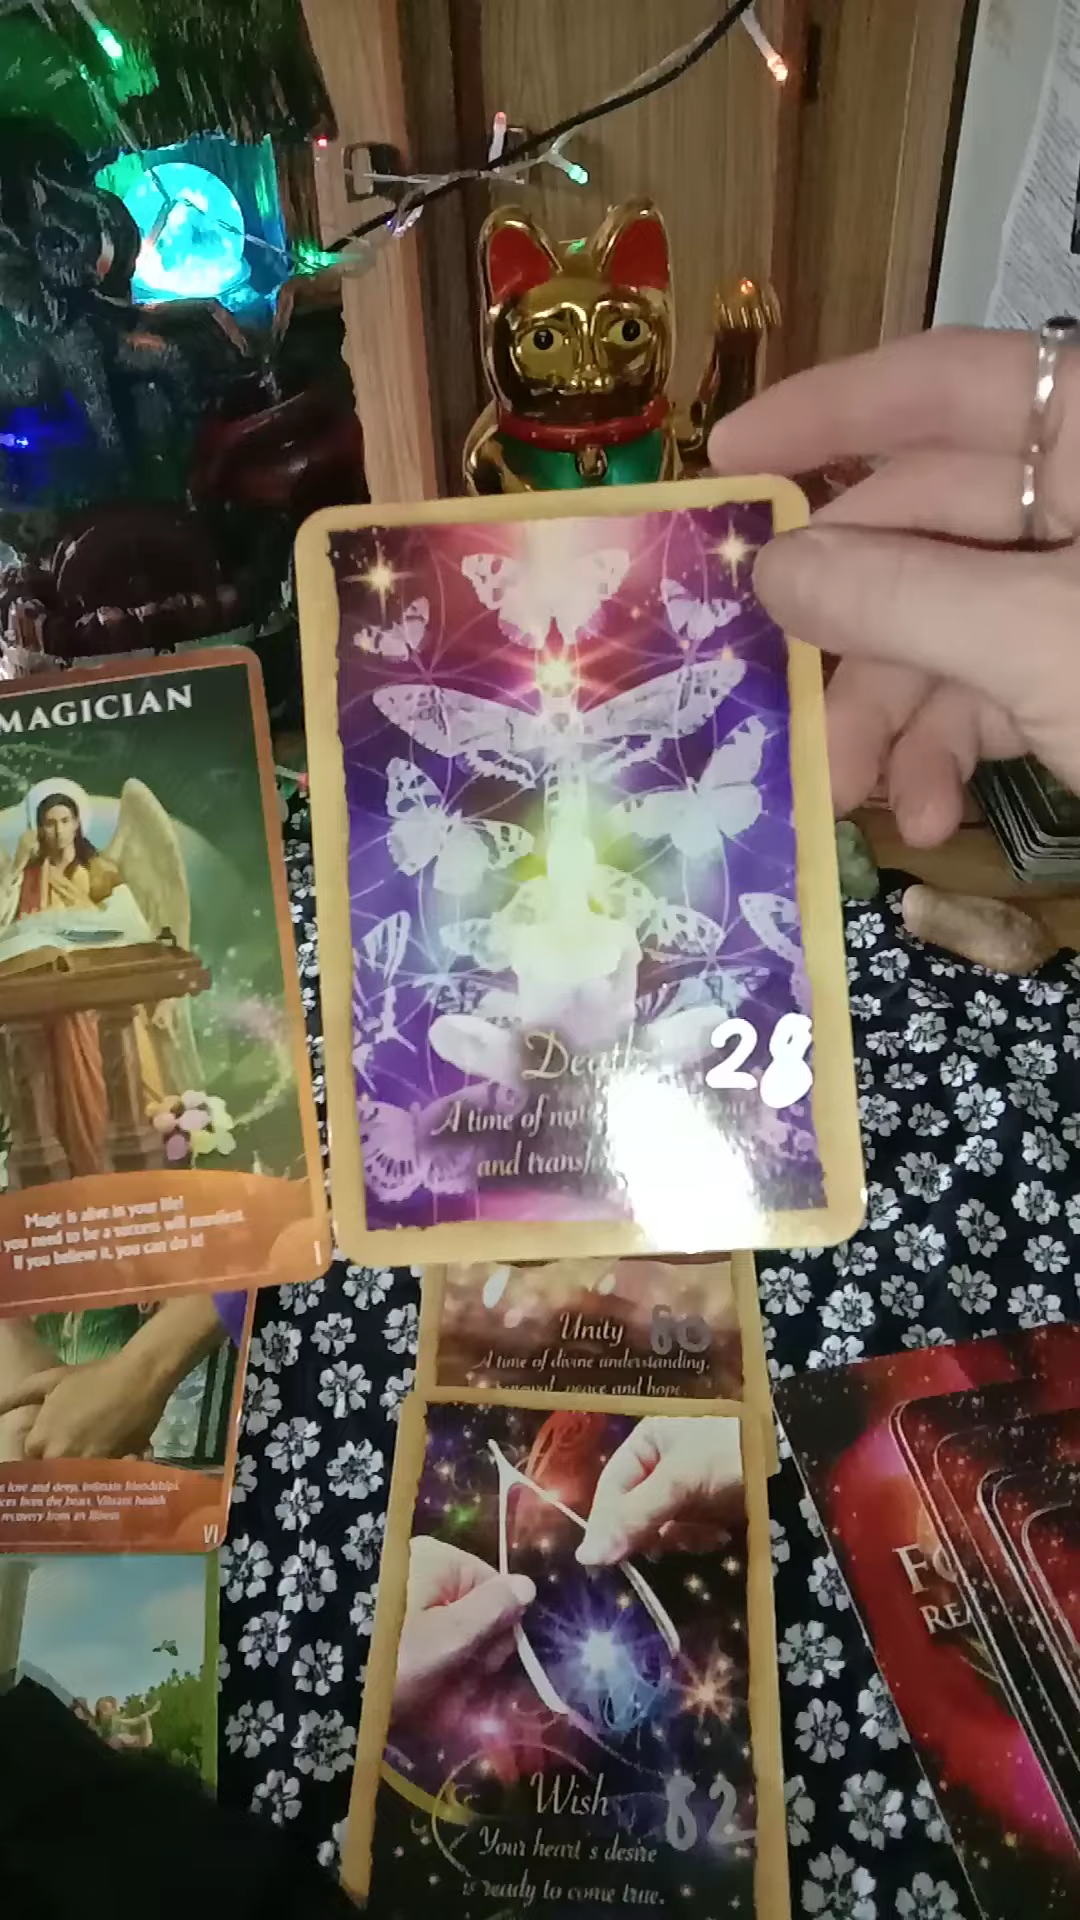 MAGICIAN
Magic is alive in your life!
you need to be a success will manifest.
If you believe it, you can do it!
I
Death 28
A time of
and
Unity 60
A time of divine understanding,
peace and hope.
love and deep, intimate friendships
from the heart. Vibrant health
recovery from an illness
VI
Wish 62
Your heart's desire
is ready to come true.